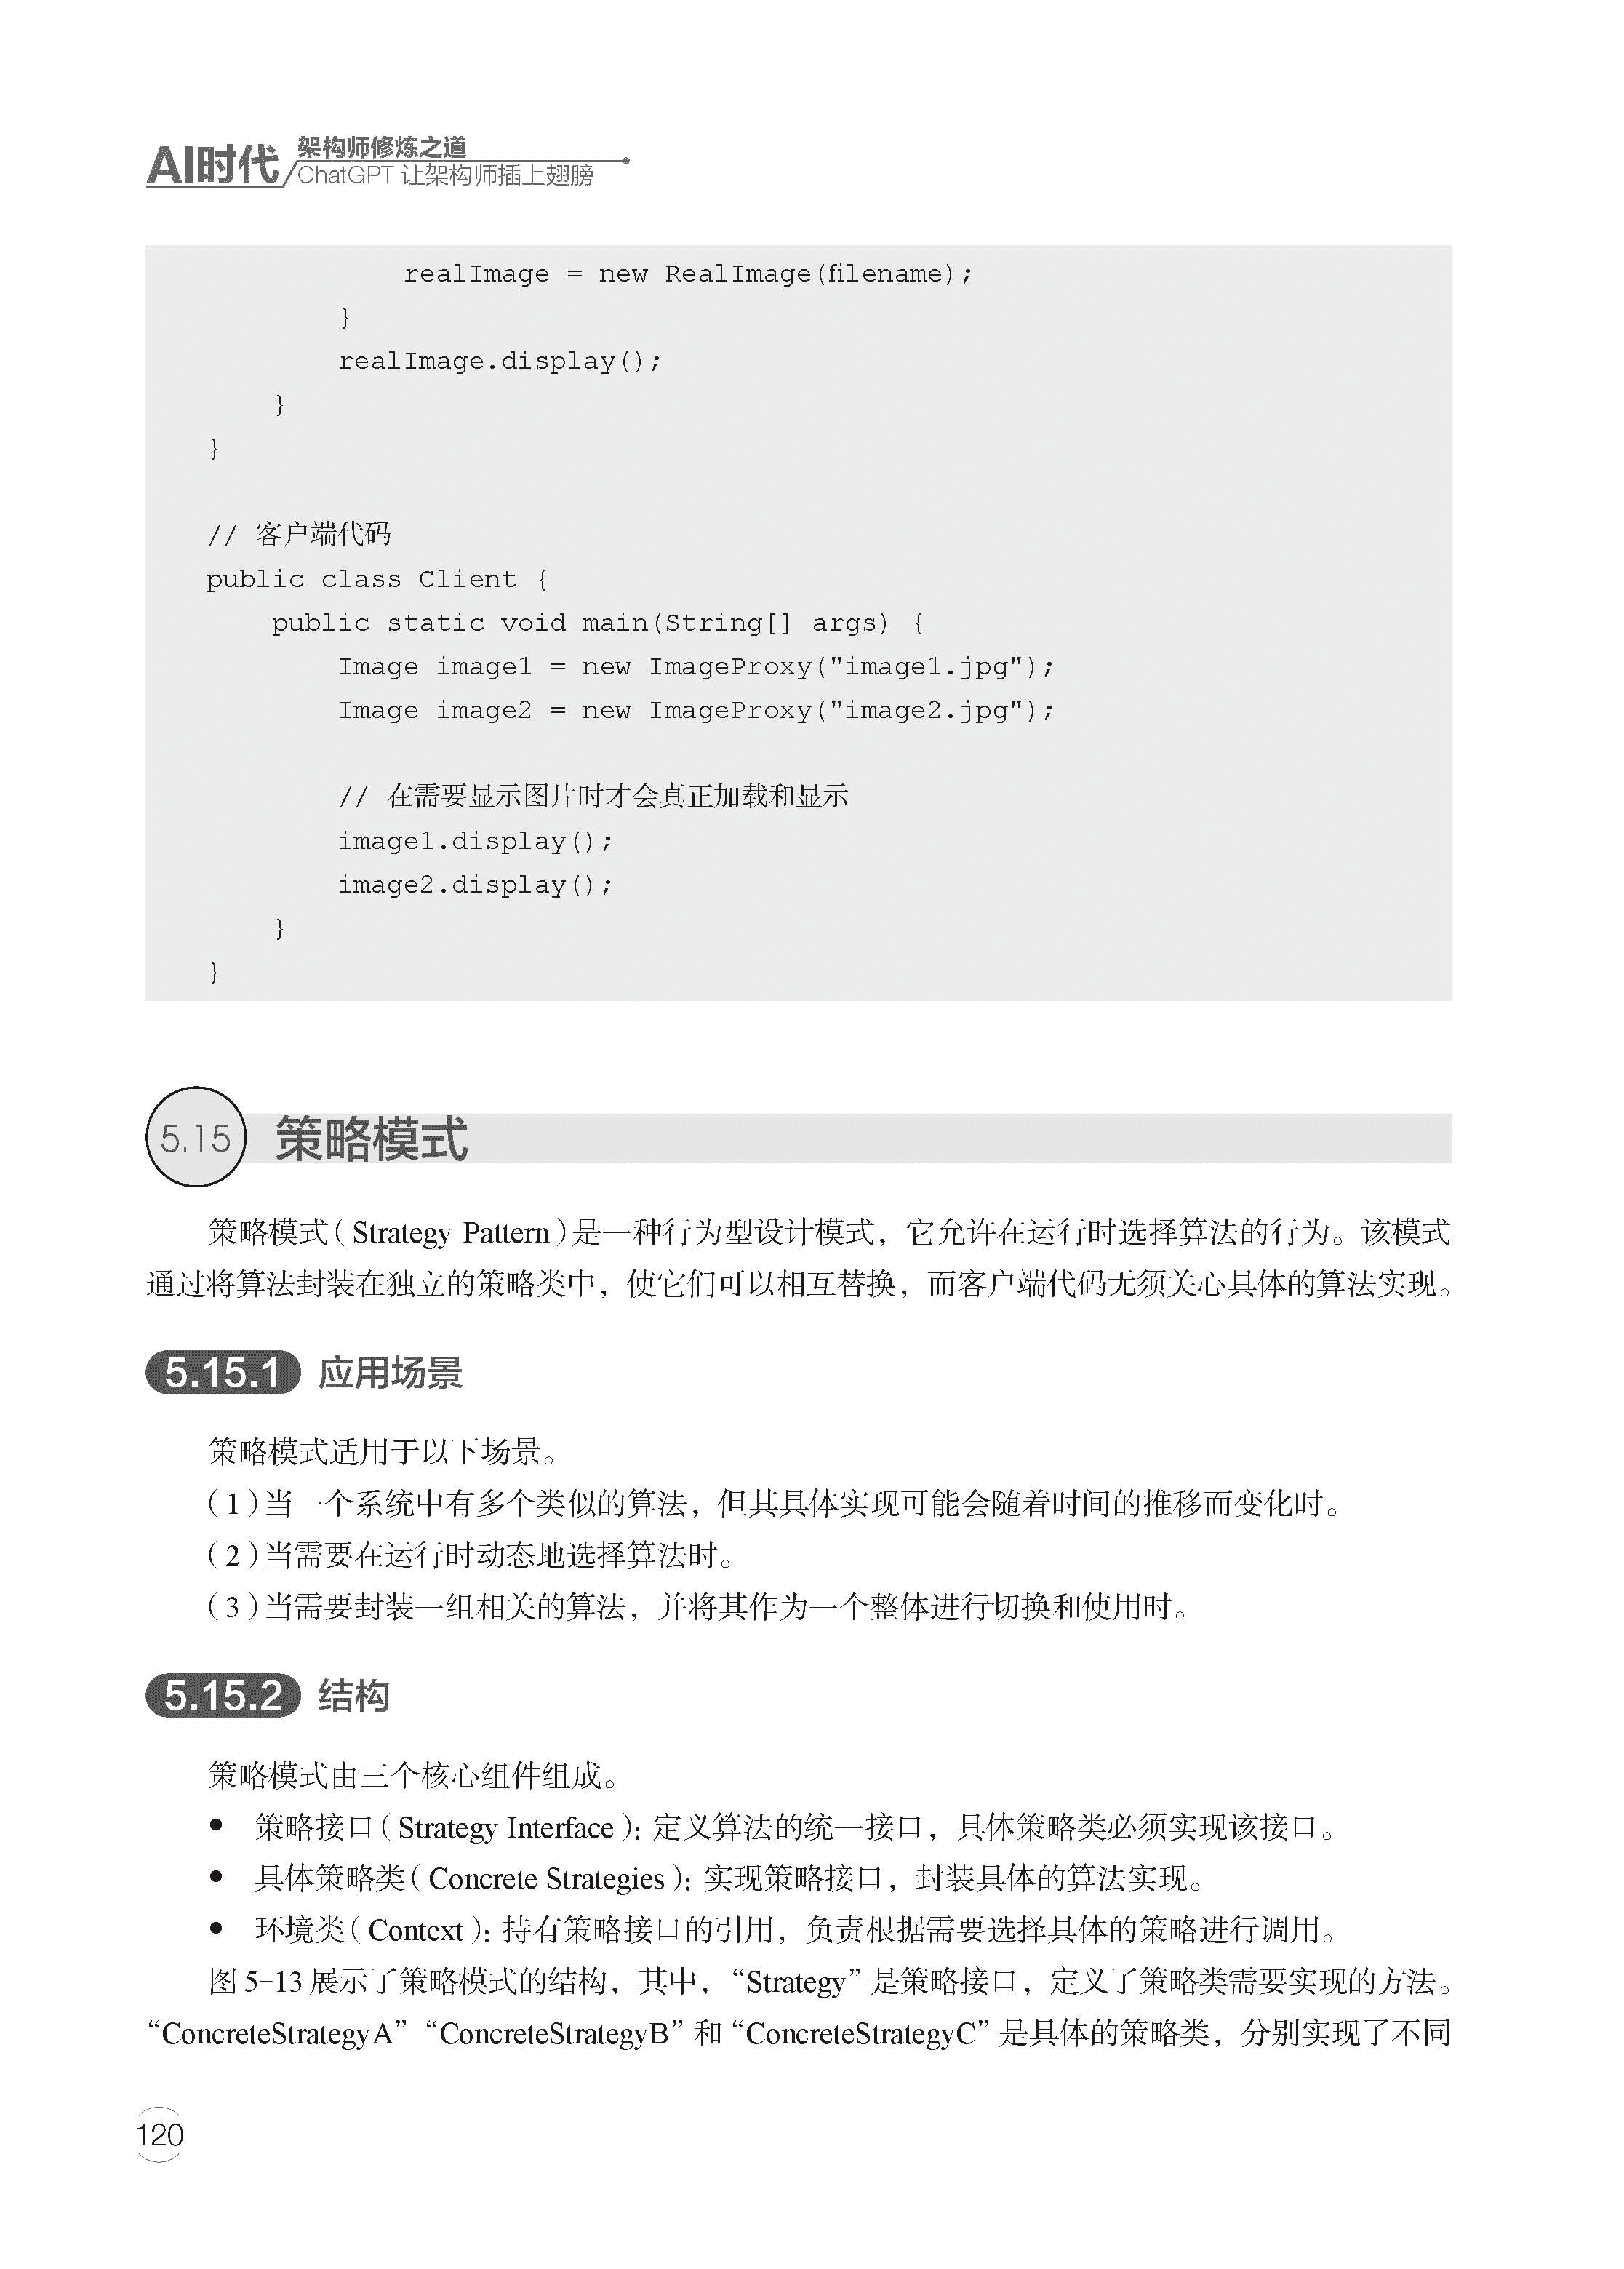 AI时代 架构师修炼之道
ChatGPT 让架构师插上翅膀
            realImage = new RealImage(filename);
        }
        realImage.display();
    }
}

// 客户端代码
public class Client {
    public static void main(String[] args) {
        Image image1 = new ImageProxy("image1.jpg");
        Image image2 = new ImageProxy("image2.jpg");

        // 在需要显示图片时才会真正加载和显示
        image1.display();
        image2.display();
    }
}
5.15 策略模式
策略模式（Strategy Pattern）是一种行为型设计模式，它允许在运行时选择算法的行为。该模式
通过将算法封装在独立的策略类中，使它们可以相互替换，而客户端代码无须关心具体的算法实现。
5.15.1 应用场景
策略模式适用于以下场景。
（1）当一个系统中有多个类似的算法，但其具体实现可能会随着时间的推移而变化时。
（2）当需要在运行时动态地选择算法时。
（3）当需要封装一组相关的算法，并将其作为一个整体进行切换和使用时。
5.15.2 结构
策略模式由三个核心组件组成。
● 策略接口（Strategy Interface）：定义算法的统一接口，具体策略类必须实现该接口。
● 具体策略类（Concrete Strategies）：实现策略接口，封装具体的算法实现。
● 环境类（Context）：持有策略接口的引用，负责根据需要选择具体的策略进行调用。
图 5-13 展示了策略模式的结构，其中，“Strategy”是策略接口，定义了策略类需要实现的方法。
“ConcreteStrategyA”“ConcreteStrategyB”和“ConcreteStrategyC”是具体的策略类，分别实现了不同
120